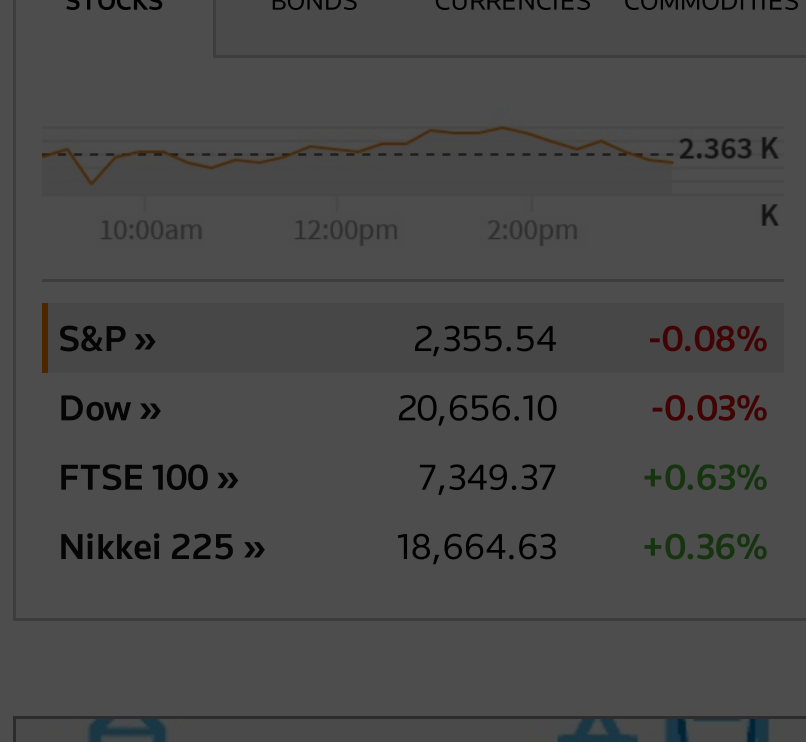 STOCKS BONDS CURRENCIES COMMODITIES
2.363 K
K
10:00am 12:00pm 2:00pm
S&P » 2,355.54 -0.08%
Dow » 20,656.10 -0.03%
FTSE 100 » 7,349.37 +0.63%
Nikkei 225 » 18,664.63 +0.36%